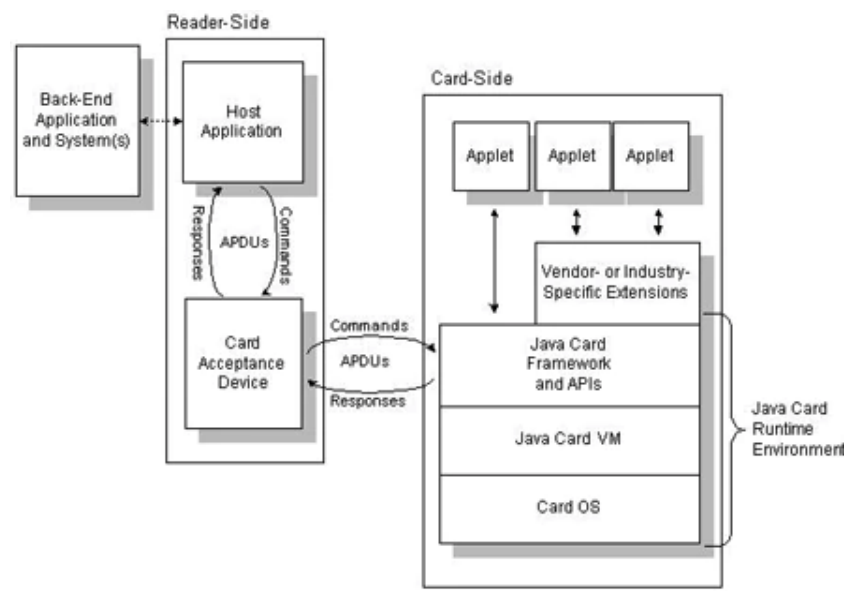 Reader-Side
Back-End
Application
and System(s)
Host
Application
Responses
APDUs
Commands
Card
Acceptance
Device
Commands
APDUs
Responses
Card-Side
Applet
Applet
Applet
Vendor- or Industry-
Specific Extensions
Java Card
Framework
and APIs
Java Card VM
Card OS
Java Card
Runtime
Environment